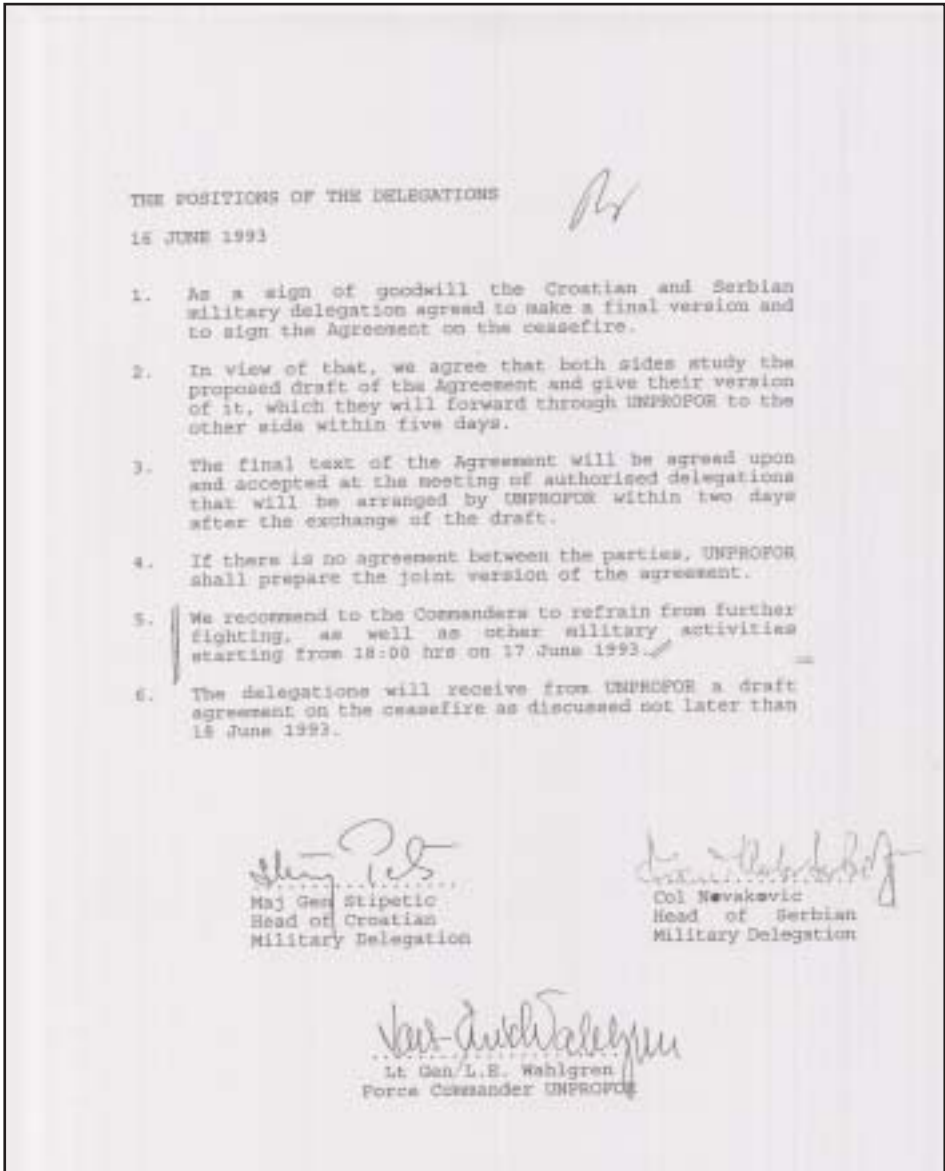 THE POSITIONS OF THE DELEGATIONS
16 JUNE 1993
1. As a sign of goodwill the Croatian and Serbian
military delegation agreed to make a final version and
to sign the Agreement on the ceasefire.
2. In view of that, we agree that both sides study the
proposed draft of the Agreement and give their version
of it, which they will forward through UNPROFOR to the
other side within five days.
3. The final text of the Agreement will be agreed upon
and accepted at the meeting of authorised delegations
that will be arranged by UNPROFOR within two days
after the exchange of the draft.
4. If there is no agreement between the parties, UNPROFOR
shall prepare the joint version of the agreement.
5. We recommend to the Commanders to refrain from further
fighting, as well as other military activities
starting from 18:00 hrs on 17 June 1993.
6. The delegations will receive from UNPROFOR a draft
agreement on the ceasefire as discussed not later than
18 June 1993.
Maj Gen Stipetic
Head of Croatian
Military Delegation
Col Novakovic
Head of Serbian
Military Delegation
Lt Gen L.E. Wahlgren
Force Commander UNPROFOR